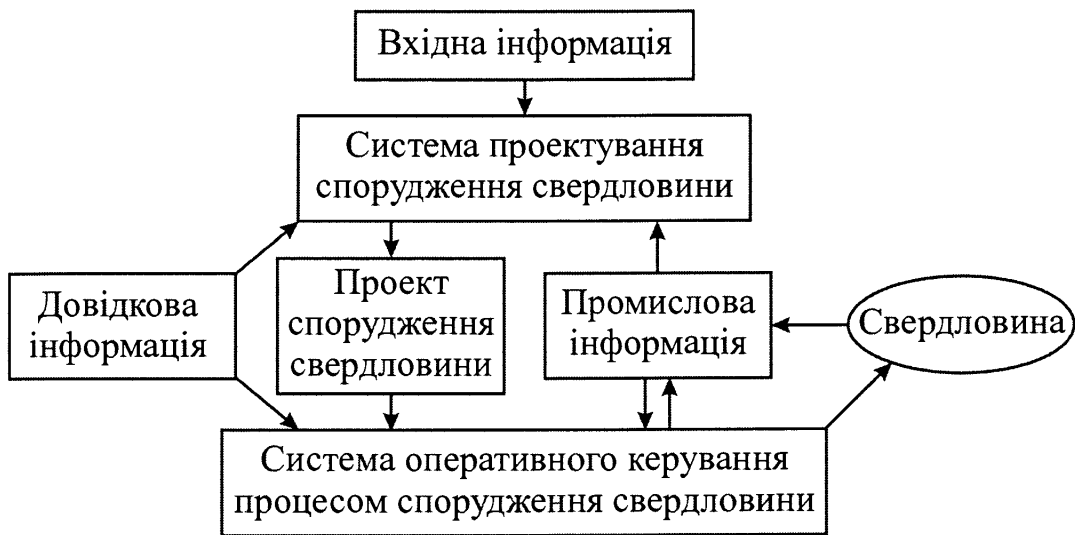 Вхідна інформація
Система проектування
спорудження свердловини
Довідкова
інформація
Проект
спорудження
свердловини
Промислова
інформація
Свердловина
Система оперативного керування
процесом спорудження свердловини